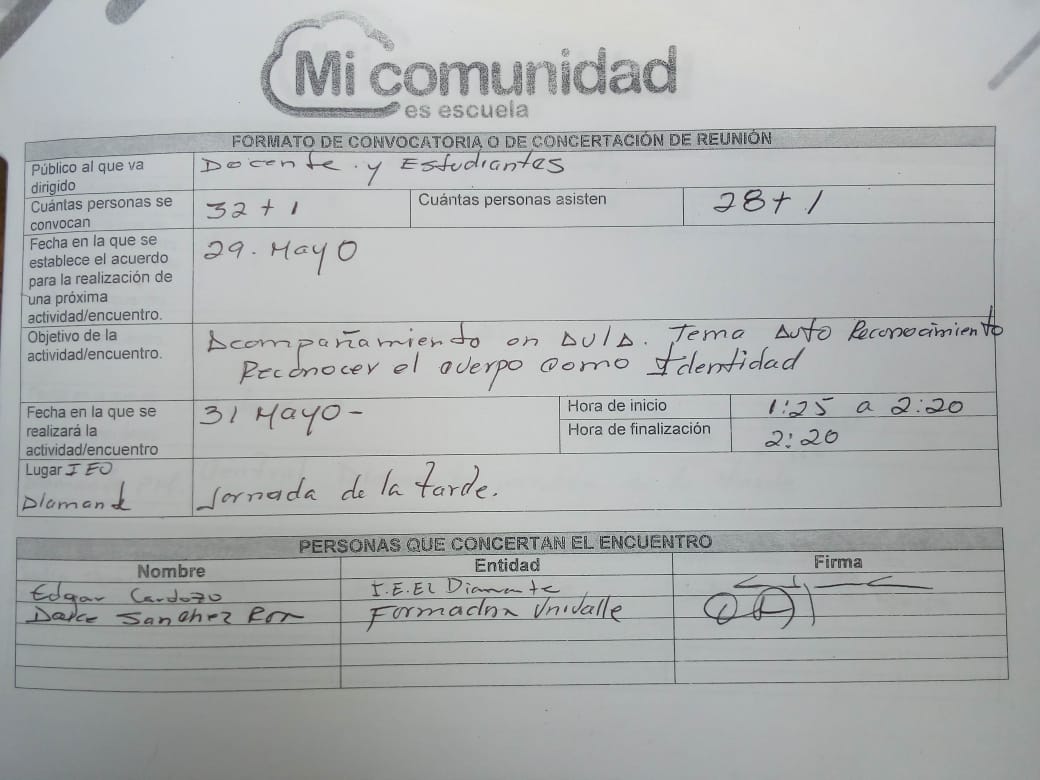 Mi comunidad
es escuela
FORMATO DE CONVOCATORIA O DE CONCERTACIÓN DE REUNIÓN
Público al que va
dirigido
Docente. y Estudiantes
Cuántas personas se
convocan
32 + 1
Cuántas personas asisten
28 + 1
Fecha en la que se
establece el acuerdo
para la realización de
una próxima
actividad/encuentro.
29. Mayo
Objetivo de la
actividad/encuentro.
Acompañamiento en Aula. Tema Auto Reconocimiento
Reconocer el cuerpo como Identidad
Fecha en la que se
realizará la
actividad/encuentro
31 Mayo -
Hora de inicio
1:25 a 2:20
Hora de finalización
2:20
Lugar IEO
Diamante
Jornada de la tarde.
PERSONAS QUE CONCERTAN EL ENCUENTRO
Nombre
Entidad
Firma
Edgar Cardozo
I.E. El Diamante
Sanchez
Formadora Univalle